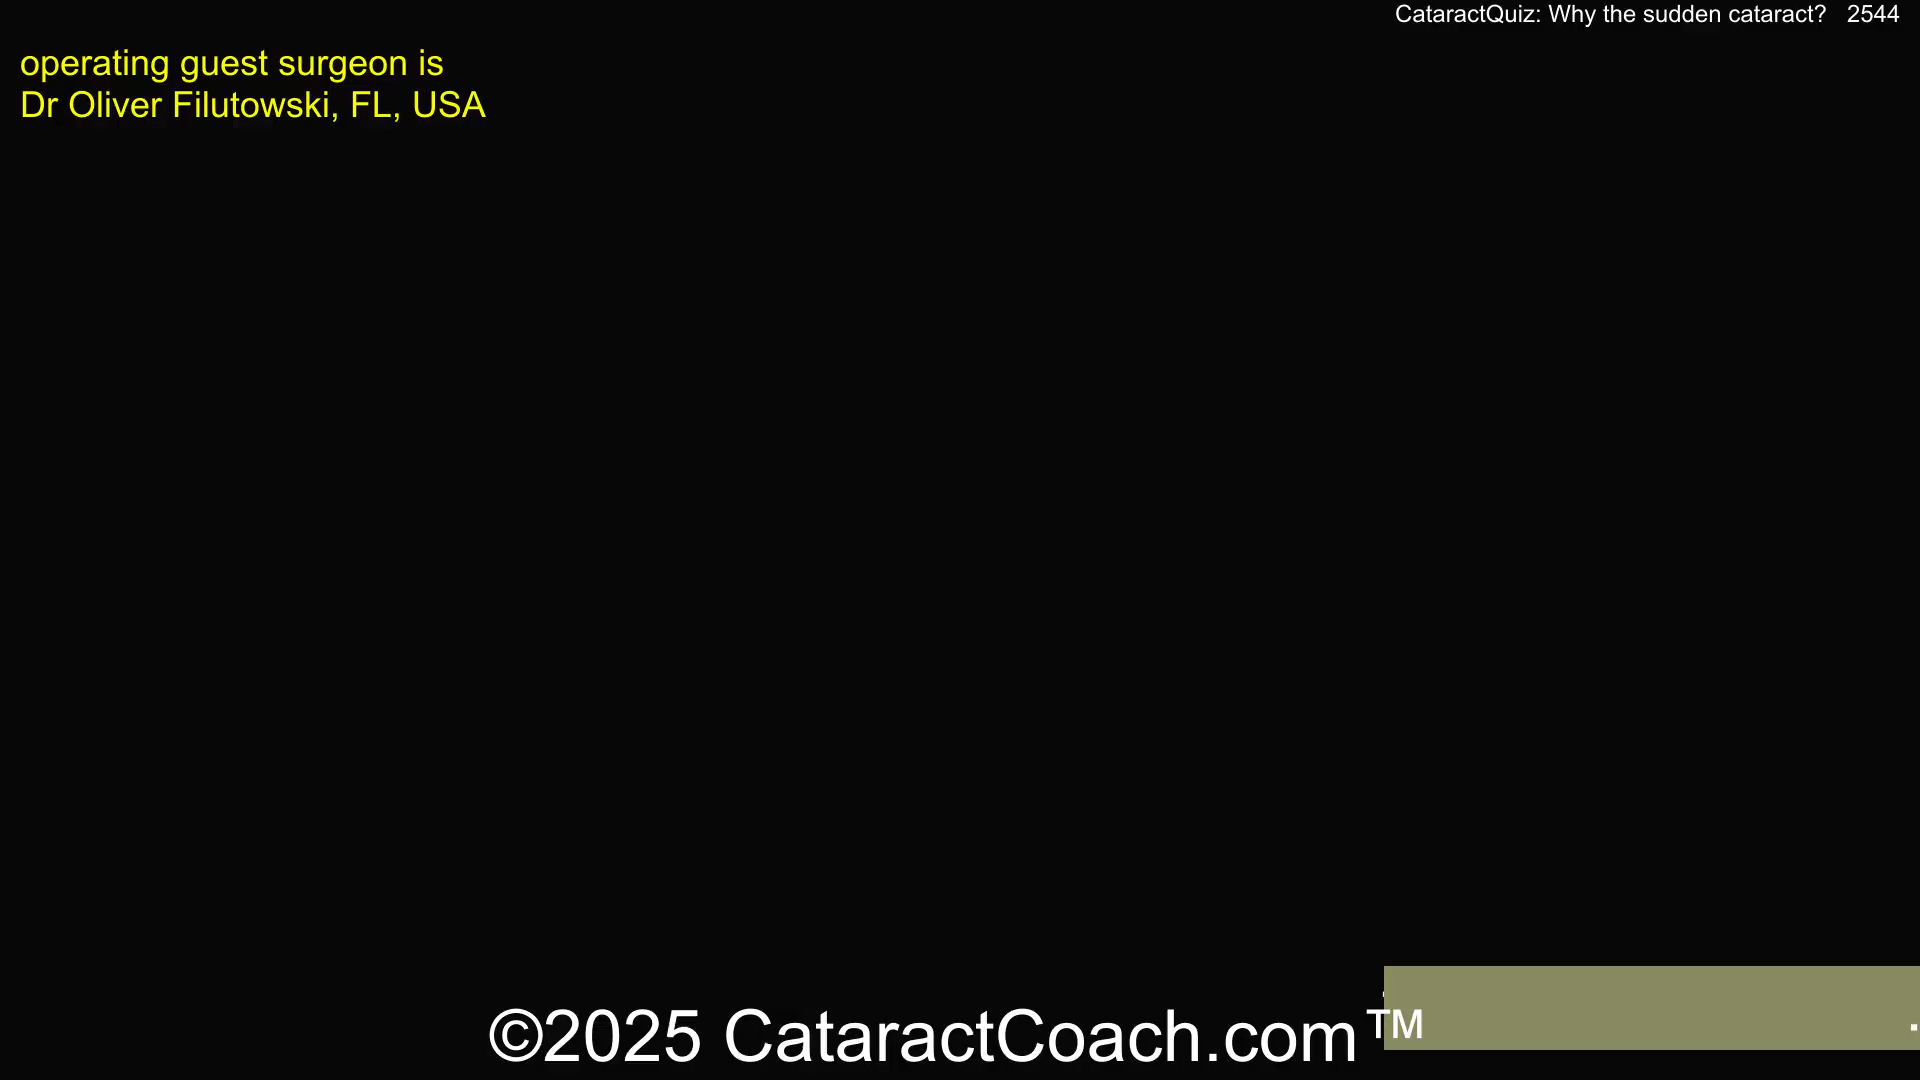 CataractQuiz: Why the sudden cataract? 2544
operating guest surgeon is
Dr Oliver Filutowski, FL, USA
©2025 CataractCoach.com™